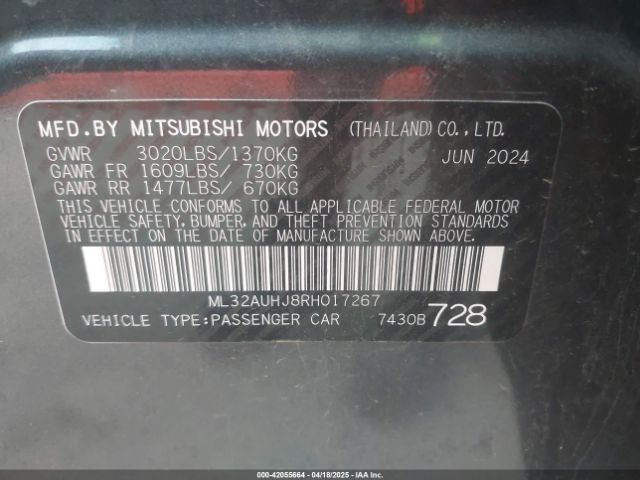 MFD.BY MITSUBISHI MOTORS (THAILAND)CO.,LTD.
GVWR 3020LBS/1370KG JUN 2024
GAWR FR 1609LBS/ 730KG
GAWR RR 1477LBS/ 670KG
THIS VEHICLE CONFORMS TO ALL APPLICABLE FEDERAL MOTOR
VEHICLE SAFETY, BUMPER, AND THEFT PREVENTION STANDARDS
IN EFFECT ON THE DATE OF MANUFACTURE SHOWN ABOVE.
ML32AUHJ8RH017267
VEHICLE TYPE:PASSENGER CAR 7430B 728
000-42055664 - 04/18/2025 - IAAI.com